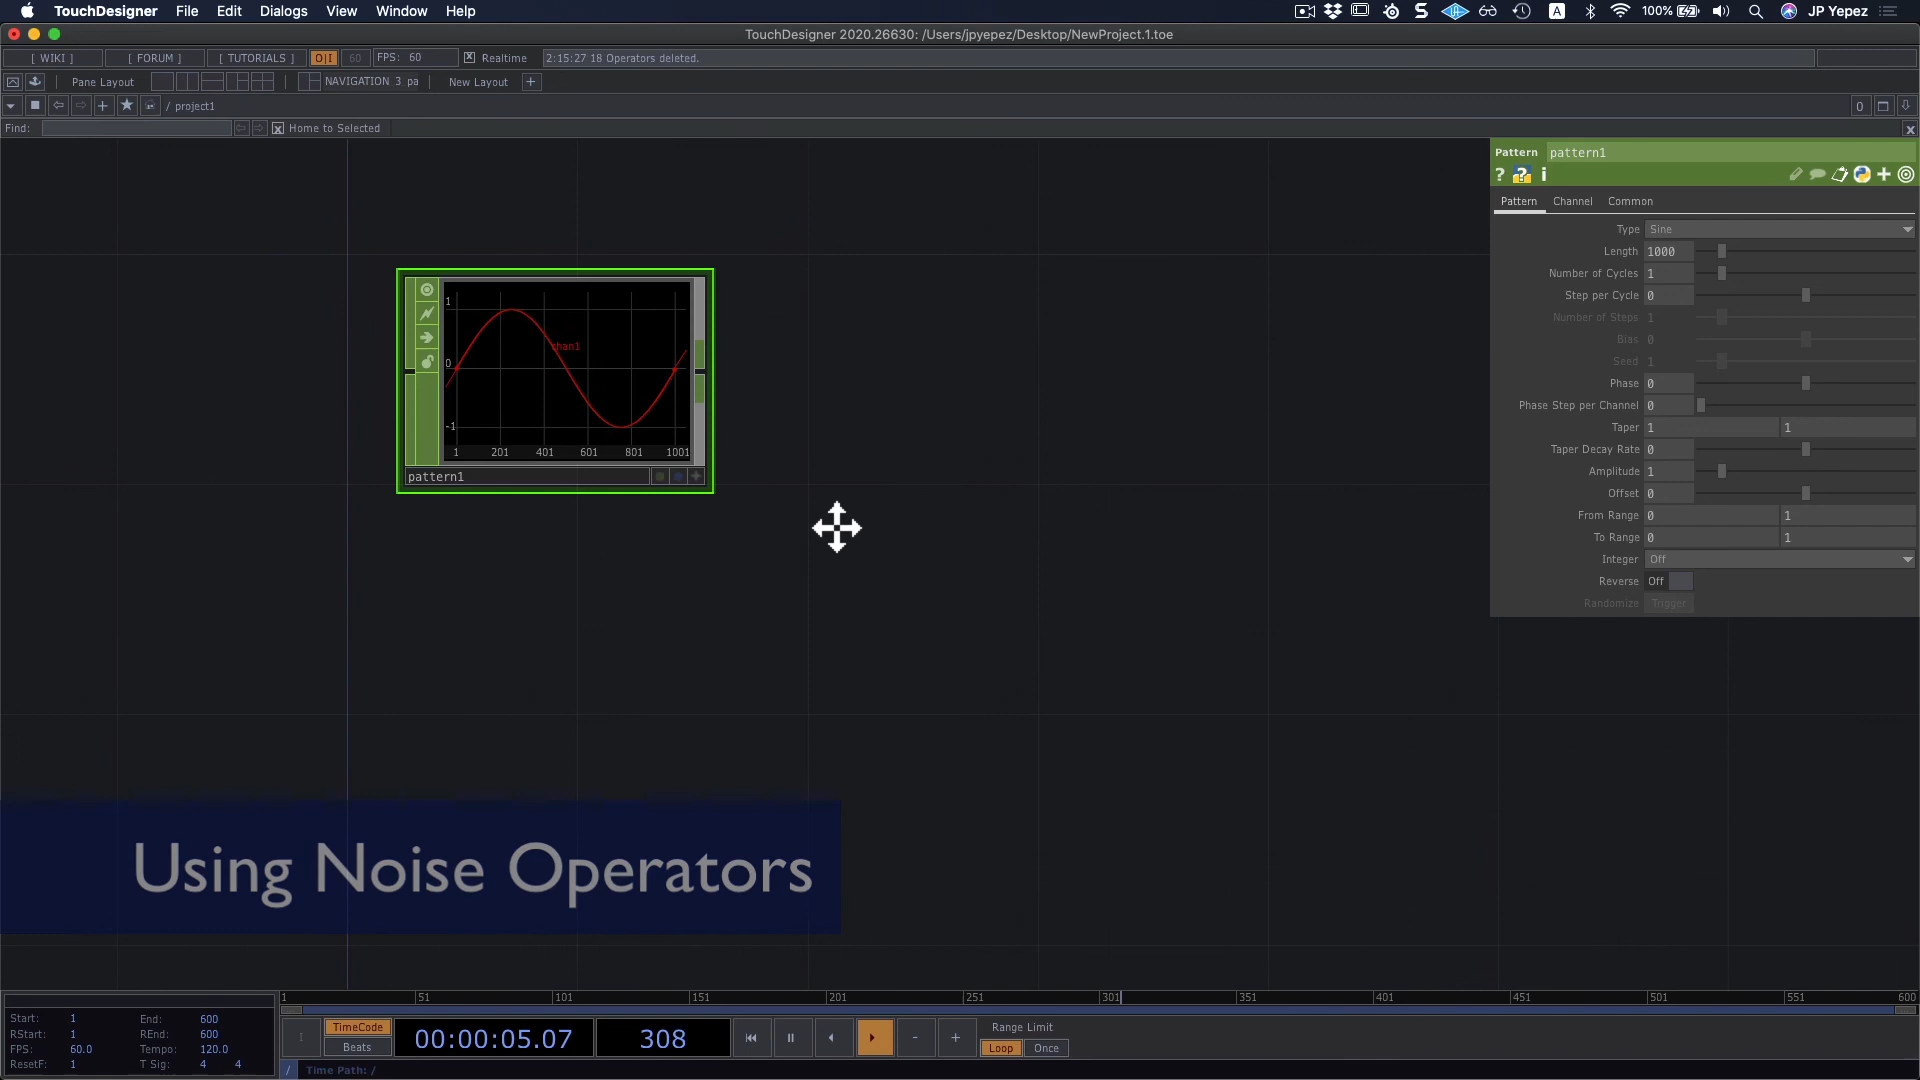 TouchDesigner File Edit Dialogs View Window Help 100% JP Yepez
TouchDesigner 2020.26630: /Users/jpyepez/Desktop/NewProject.1.toe
[ WIKI ] [ FORUM ] [ TUTORIALS ] O|I 60 FPS: 60 Realtime 2:15:27 18 Operators deleted.
Pane Layout NAVIGATION 3 pa New Layout +
/ project1 0
Find: Home to Selected x
Pattern pattern1
? ? i
Pattern Channel Common
Type Sine
Length 1000
Number of Cycles 1
Step per Cycle 0
Number of Steps 1
Bias 0
Seed 1
Phase 0
Phase Step per Channel 0
Taper 1 1
Taper Decay Rate 0
Amplitude 1
Offset 0
From Range 0 1
To Range 0 1
Integer Off
Reverse Off
Randomize Trigger
1
chan1
0
-1
1 201 401 601 801 1001
pattern1
Using Noise Operators
1 51 101 151 201 251 301 351 401 451 501 551 600
Start: 1 End: 600
RStart: 1 REnd: 600
FPS: 60.0 Tempo: 120.0
ResetF: 1 T Sig: 4 4
I TimeCode Beats 00:00:05.07 308 - + Range Limit Loop Once
/ Time Path: /